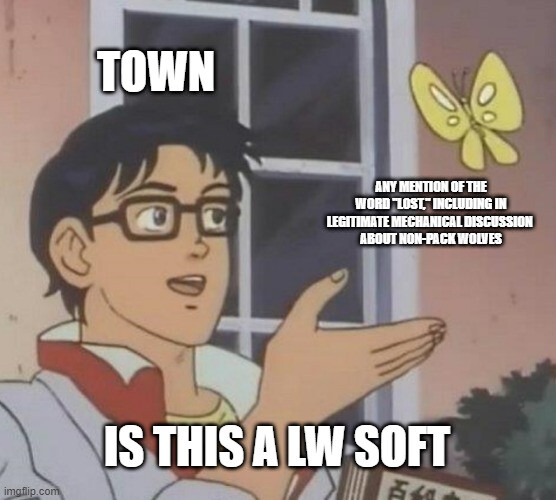 TOWN
ANY MENTION OF THE
WORD "LOST," INCLUDING IN
LEGITIMATE MECHANICAL DISCUSSION
ABOUT NON-PACK WOLVES
IS THIS A LW SOFT
imgflip.com